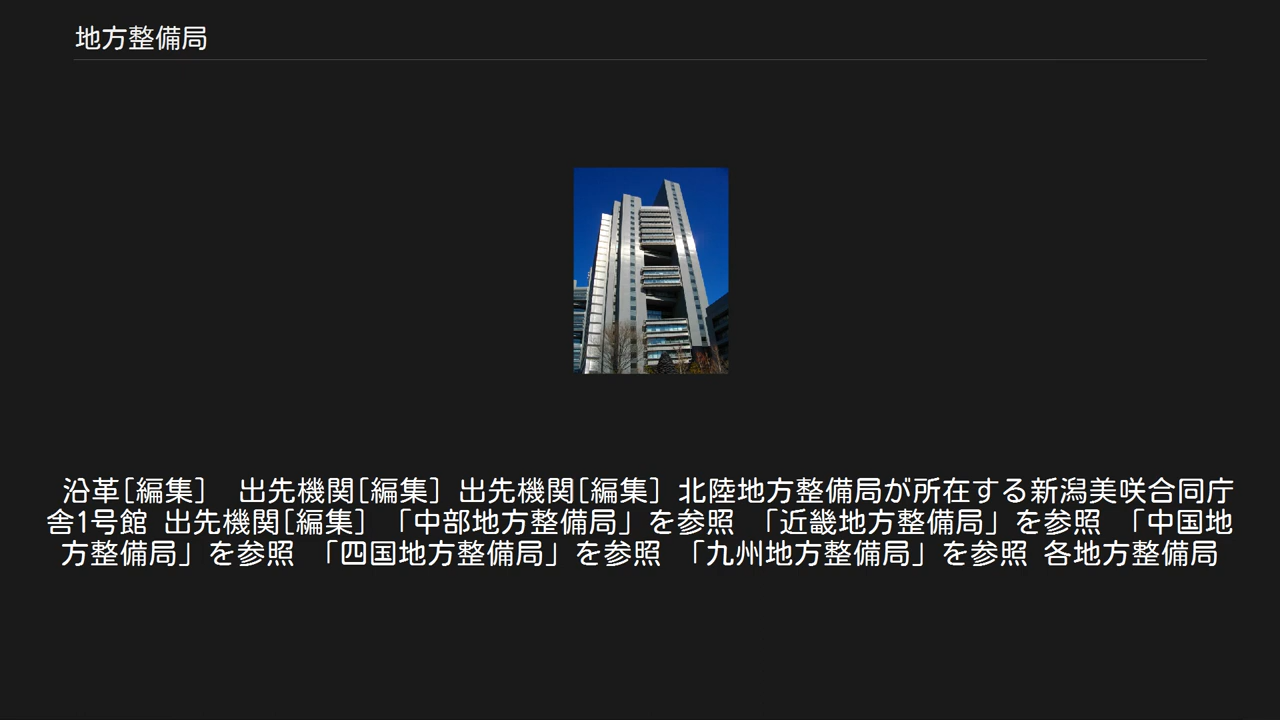 地方整備局
沿革[編集] 出先機関[編集] 出先機関[編集] 北陸地方整備局が所在する新潟美咲合同庁
舎1号館 出先機関[編集] 「中部地方整備局」を参照 「近畿地方整備局」を参照 「中国地
方整備局」を参照 「四国地方整備局」を参照 「九州地方整備局」を参照 各地方整備局